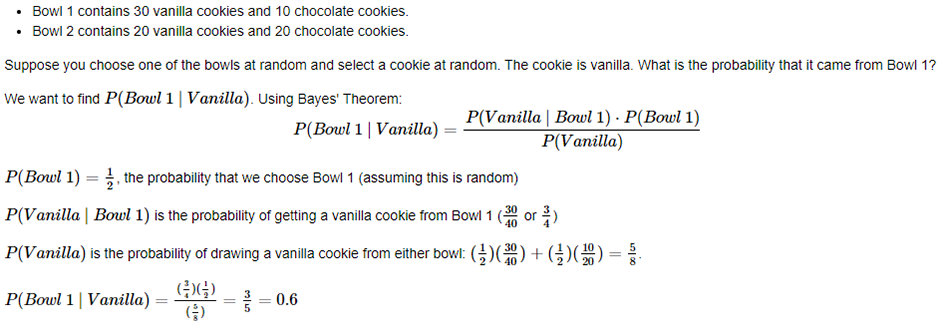 • Bowl 1 contains 30 vanilla cookies and 10 chocolate cookies.
• Bowl 2 contains 20 vanilla cookies and 20 chocolate cookies.
Suppose you choose one of the bowls at random and select a cookie at random. The cookie is vanilla. What is the probability that it came from Bowl 1?
We want to find P(Bowl 1 | Vanilla). Using Bayes' Theorem:
P(Bowl 1 | Vanilla) = \frac{P(Vanilla | Bowl 1) · P(Bowl 1)}{P(Vanilla)}
P(Bowl 1) = \frac{1}{2}, the probability that we choose Bowl 1 (assuming this is random)
P(Vanilla | Bowl 1) is the probability of getting a vanilla cookie from Bowl 1 (\frac{30}{40} or \frac{3}{4})
P(Vanilla) is the probability of drawing a vanilla cookie from either bowl: (\frac{1}{2})(\frac{30}{40}) + (\frac{1}{2})(\frac{10}{20}) = \frac{5}{8}.
P(Bowl 1 | Vanilla) = \frac{(\frac{3}{4})(\frac{1}{2})}{(\frac{5}{8})} = \frac{3}{5} = 0.6